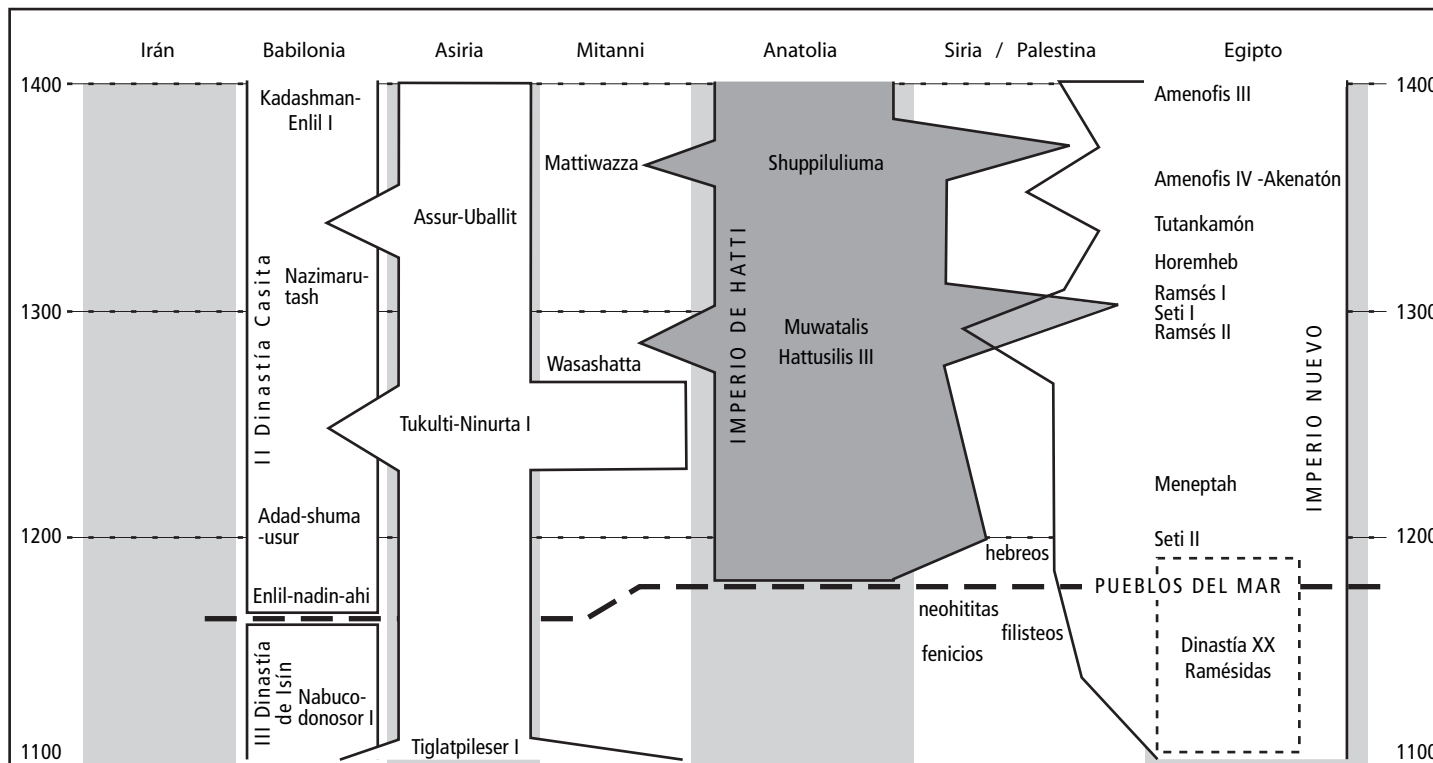 Irán
Babilonia
Asiria
Mitanni
Anatolia
Siria / Palestina
Egipto
1400
1300
1200
1100
Kadashman-
Enlil I
II Dinastía Casita
Nazimaru-
tash
Adad-shuma
-usur
Enlil-nadin-ahi
III Dinastía
de Isín
Nabuco-
donosor I
Assur-Uballit
Tukulti-Ninurta I
Tiglatpileser I
Mattiwazza
Wasashatta
IMPERIO DE HATTI
Shuppiluliuma
Muwatalis
Hattusilis III
hebreos
neohititas
filisteos
fenicios
PUEBLOS DEL MAR
Amenofis III
Amenofis IV -Akenatón
Tutankamón
Horemheb
Ramsés I
Seti I
Ramsés II
Meneptah
Seti II
Dinastía XX
Ramésidas
IMPERIO NUEVO
1400
1300
1200
1100